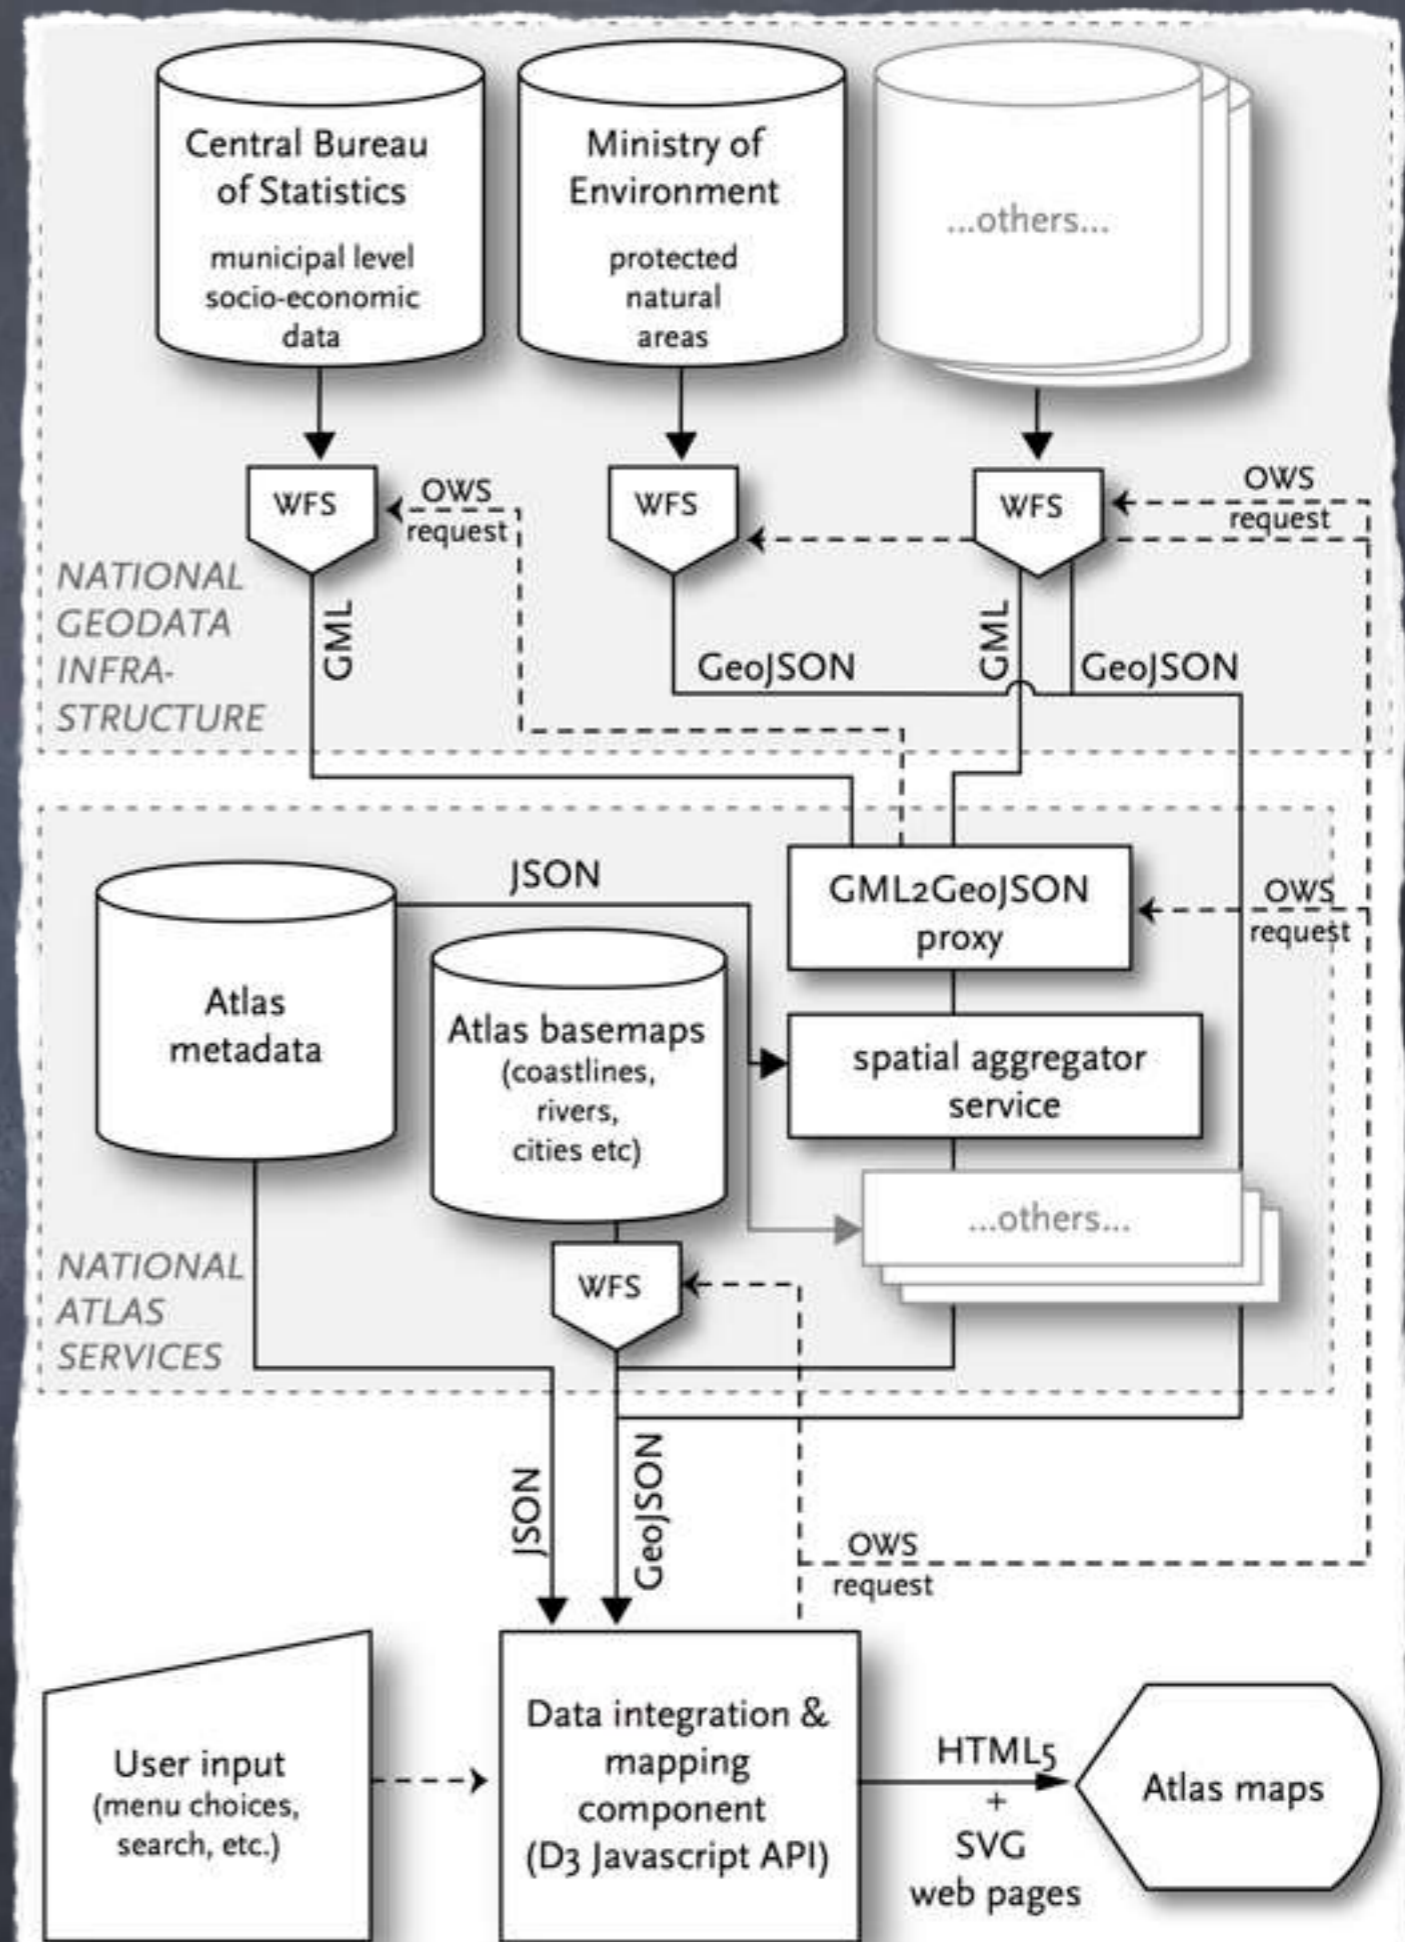 Central Bureau
of Statistics
municipal level
socio-economic
data
Ministry of
Environment
protected
natural
areas
...others...
WFS
OWS
request
WFS
WFS
OWS
request
NATIONAL
GEODATA
INFRA-
STRUCTURE
GML
GeoJSON
GML
GeoJSON
JSON
GML2GeoJSON
proxy
OWS
request
Atlas
metadata
Atlas basemaps
(coastlines,
rivers,
cities etc)
spatial aggregator
service
...others...
WFS
NATIONAL
ATLAS
SERVICES
JSON
GeoJSON
OWS
request
User input
(menu choices,
search, etc.)
Data integration &
mapping
component
(D3 Javascript API)
HTML5
+
SVG
web pages
Atlas maps